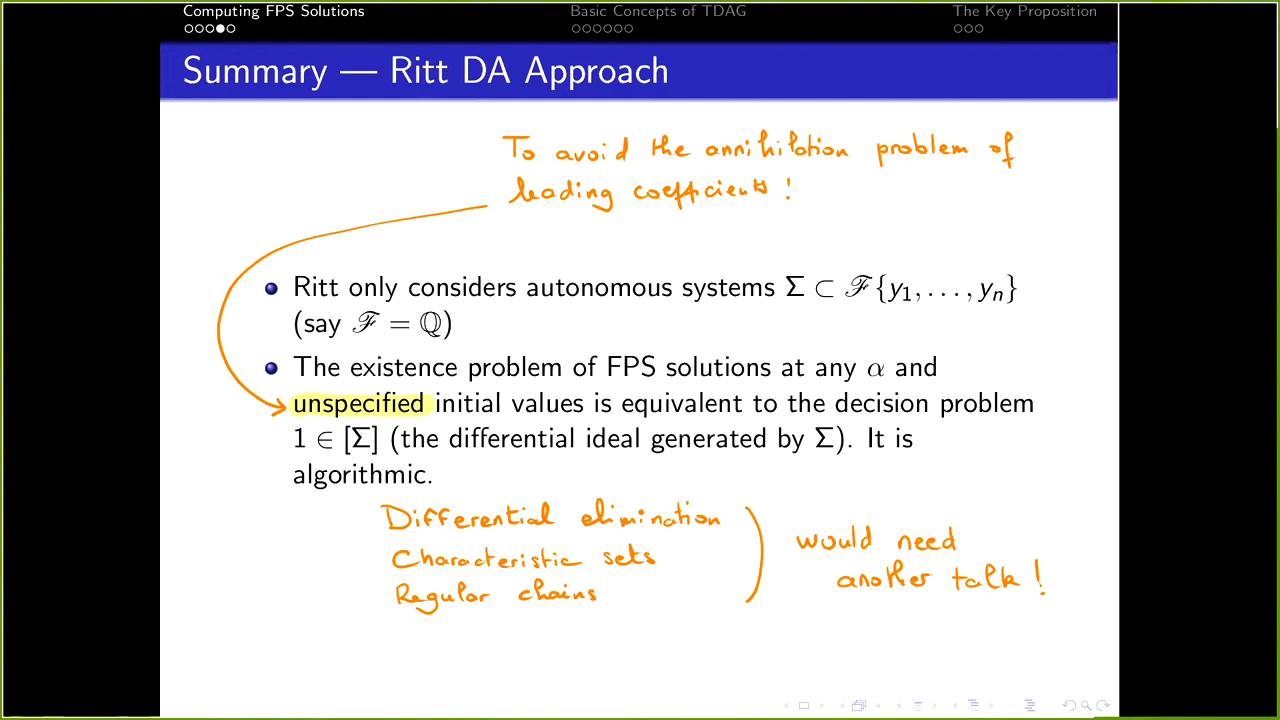 Computing FPS Solutions
Basic Concepts of TDAG
The Key Proposition
Summary — Ritt DA Approach
To avoid the annihilation problem of
leading coefficients!
Ritt only considers autonomous systems Σ ⊂ ℱ{y₁, . . . , yₙ}
(say ℱ = ℚ)
The existence problem of FPS solutions at any α and
unspecified initial values is equivalent to the decision problem
1 ∈ [Σ] (the differential ideal generated by Σ). It is
algorithmic.
Differential elimination
Characteristic sets
Regular chains
would need
another talk!